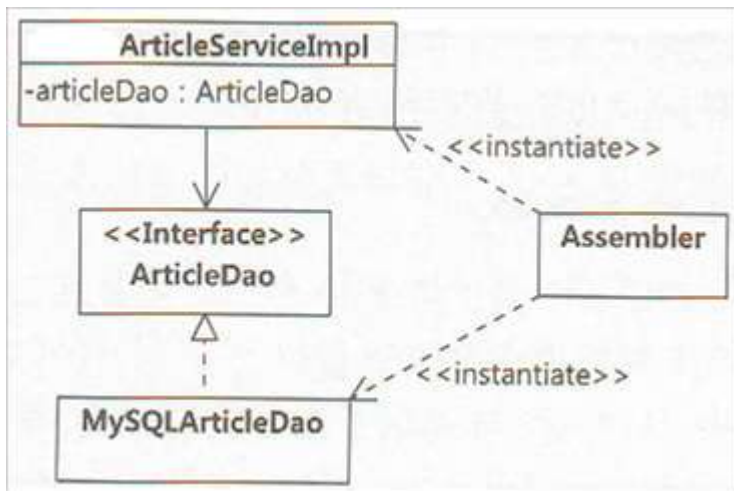 ArticleServiceImpl
-articleDao : ArticleDao
<<instantiate>>
<<Interface>>
ArticleDao
Assembler
<<instantiate>>
MySQLArticleDao